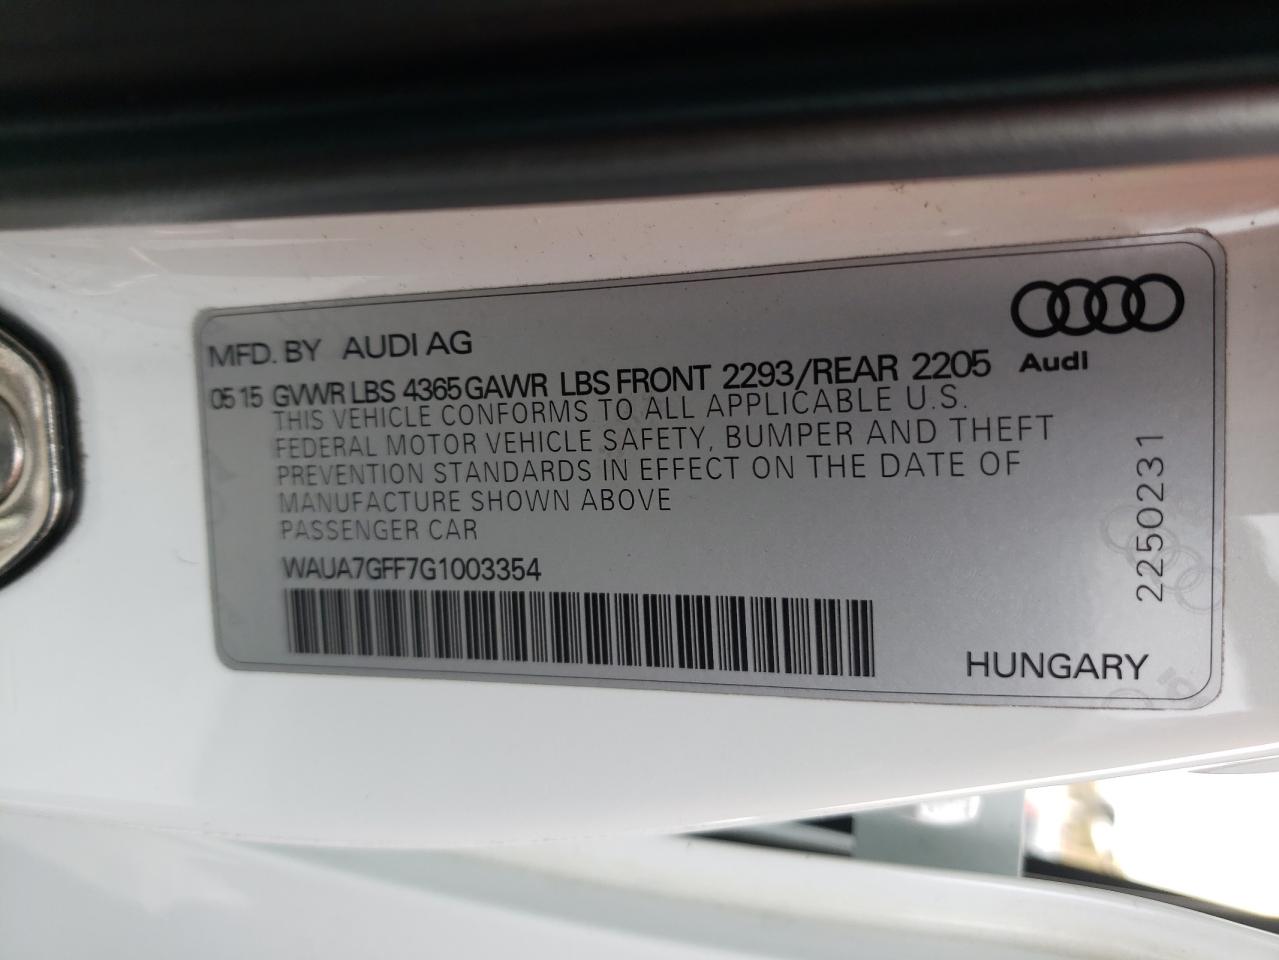 MFD. BY AUDI AG
05 15 GVWR LBS 4365 GAWR LBS FRONT 2293/REAR 2205
Audi
THIS VEHICLE CONFORMS TO ALL APPLICABLE U.S.
FEDERAL MOTOR VEHICLE SAFETY, BUMPER AND THEFT
PREVENTION STANDARDS IN EFFECT ON THE DATE OF
MANUFACTURE SHOWN ABOVE
PASSENGER CAR
WAUA7GFF7G1003354
2250231
HUNGARY